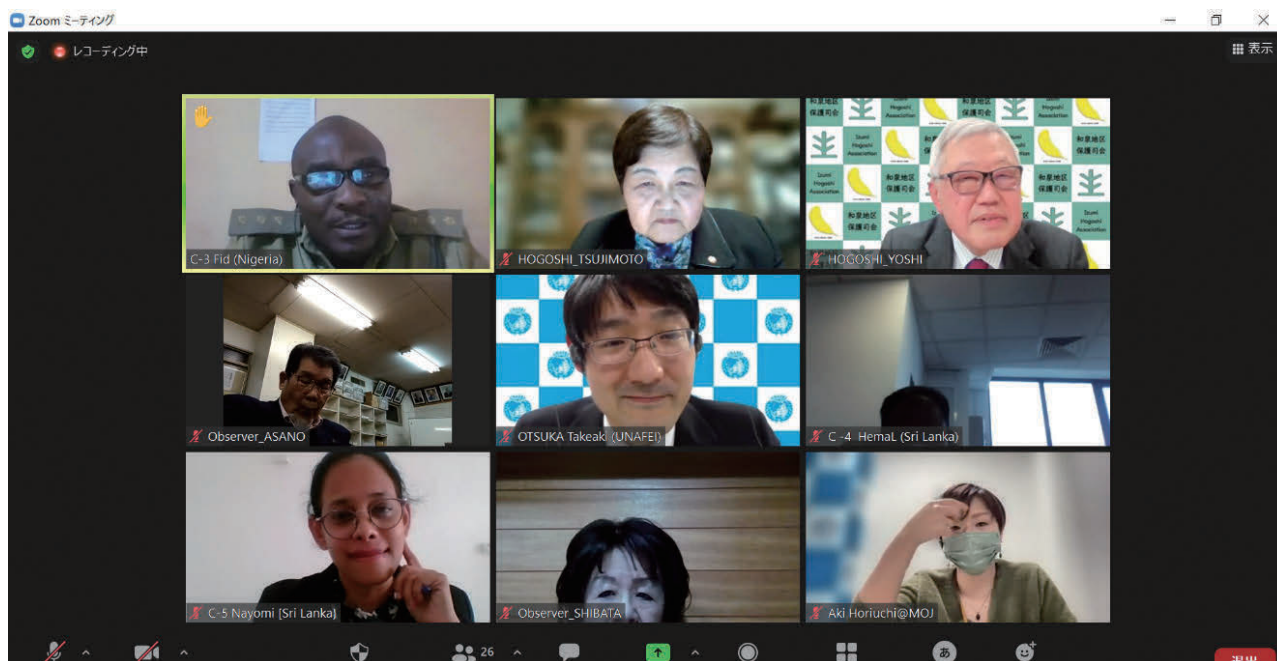 Zoom ミーティング
レコーディング中
表示
C-3 Fid (Nigeria)
HOGOSHI_TSUJIMOTO
和泉地区
保護司会
Izumi
Hogoshi
Association
HOGOSHI_YOSHI
Observer_ASANO
OTSUKA Takeaki (UNAFEI)
C -4 HemaL (Sri Lanka)
C-5 Nayomi (Sri Lanka)
Observer_SHIBATA
Aki Horiuchi@MOJ
26
あ
退出